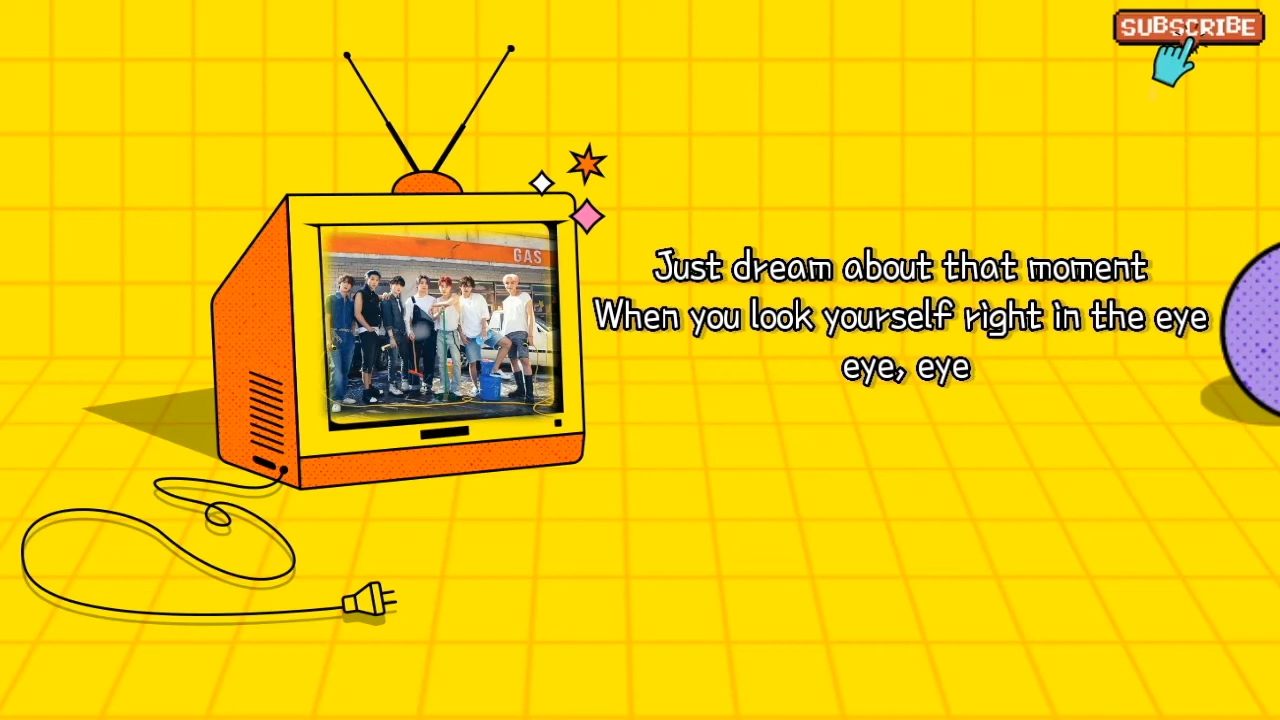 SUBSCRIBE
GAS
Just dream about that moment
When you look yourself right in the eye
eye, eye